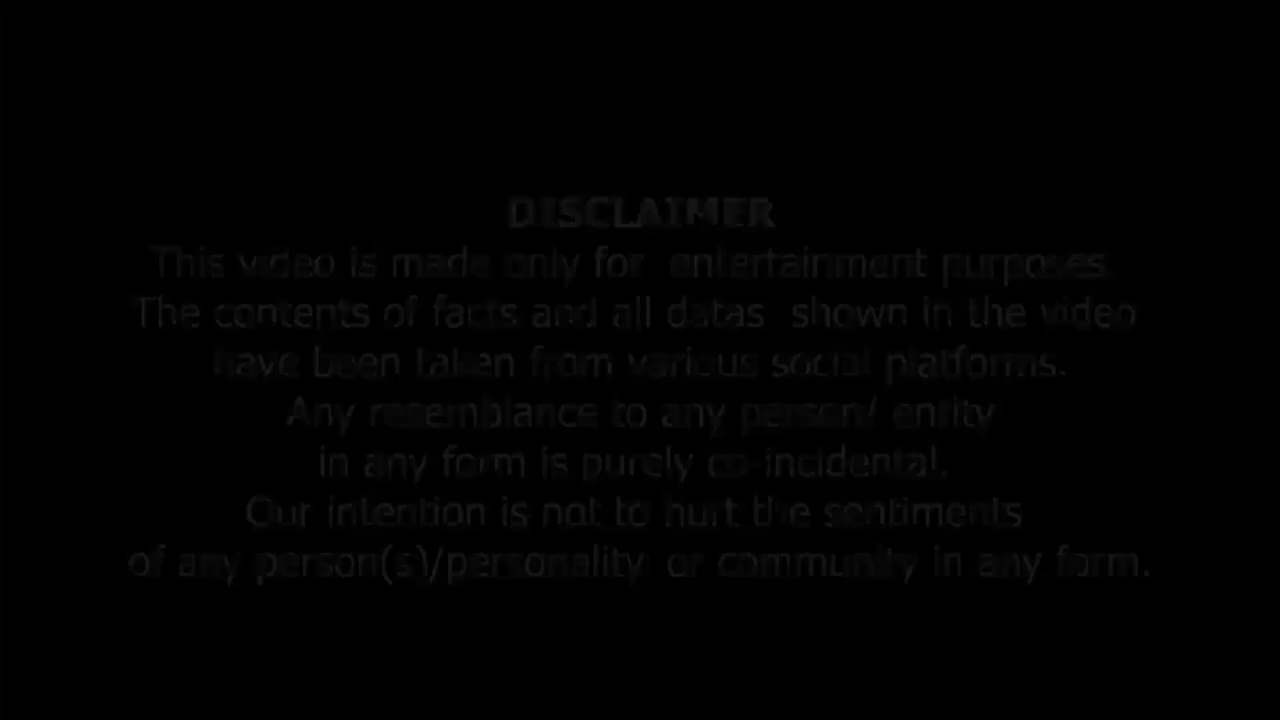 DISCLAIMER
This video is made only for entertainment purposes.
The contents of facts and all datas shown in the video
have been taken from various social platforms.
Any resemblance to any person/ entity
in any form is purely co-incidental.
Our intention is not to hurt the sentiments
of any person(s)/personality or community in any form.